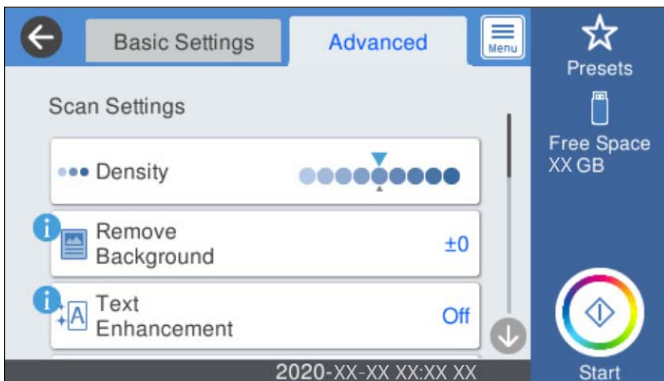 Basic Settings
Advanced
Menu
Presets
Scan Settings
Free Space
XX GB
Density
Remove
Background
±0
A
Text
Enhancement
Off
2020-XX-XX XX:XX XX
Start